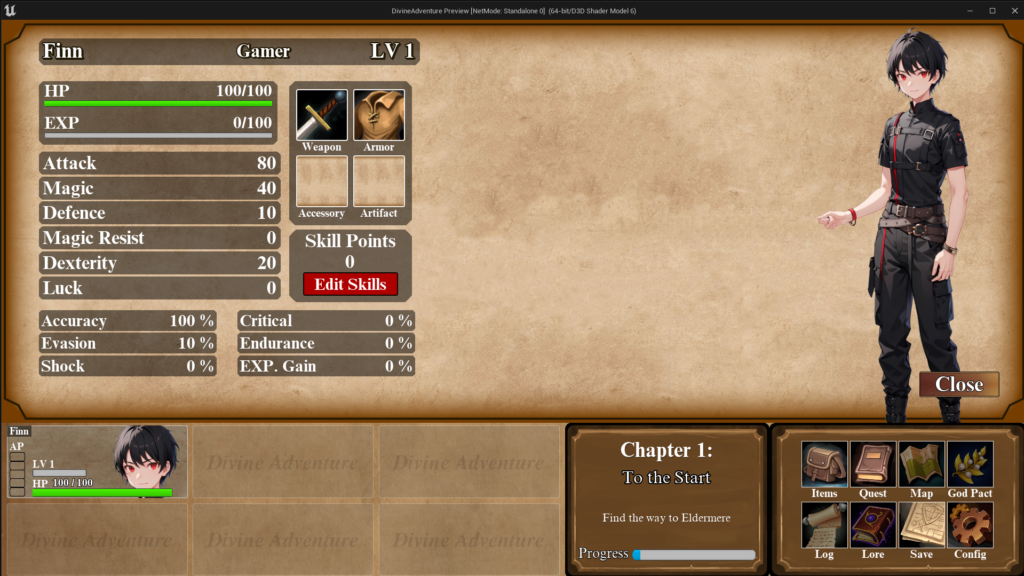 DivineAdventure Preview [NetMode: Standalone 0] (64-bit/D3D Shader Model 6)
Finn Gamer LV 1
HP 100/100
EXP 0/100
Attack 80
Magic 40
Defence 10
Magic Resist 0
Dexterity 20
Luck 0
Weapon Armor
Accessory Artifact
Skill Points
0
Edit Skills
Accuracy 100 %
Evasion 10 %
Shock 0 %
Critical 0 %
Endurance 0 %
EXP. Gain 0 %
Close
Finn
AP
LV 1
HP 100 / 100
Divine Adventure
Divine Adventure
Divine Adventure
Divine Adventure
Divine Adventure
Chapter 1:
To the Start
Find the way to Eldermere
Progress
Items Quest Map God Pact
Log Lore Save Config